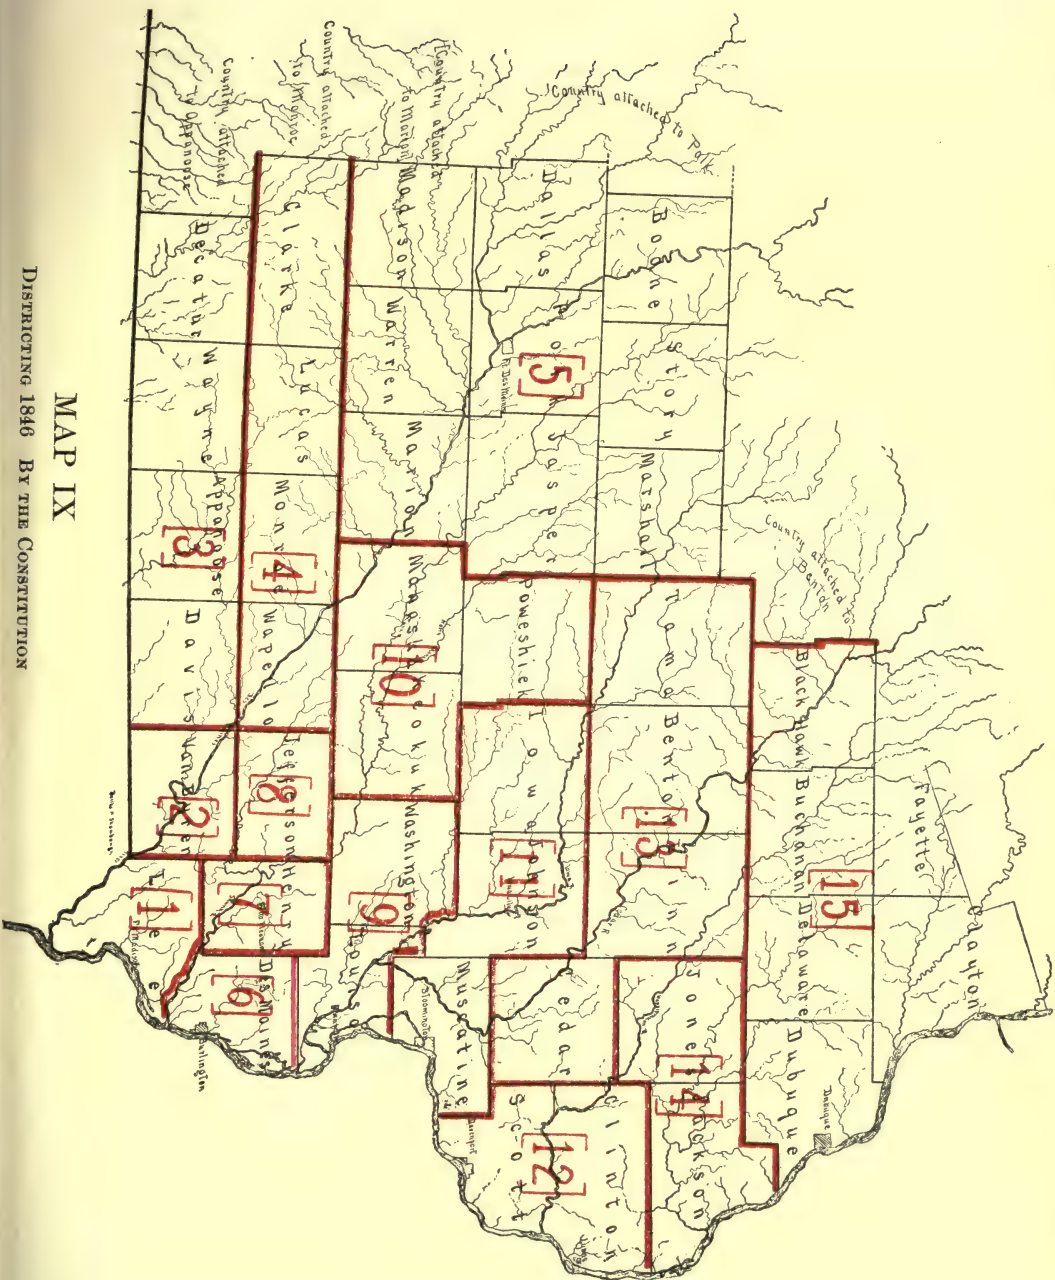 MAP IX
DISTRICTING 1846 BY THE CONSTITUTION
Country attached to Polk
Country attached
to Marion
Country attached
to Monroe
Country attached
to Appanoose
Country attached to
Benton
Fayette
Clayton
Black Hawk
Buchanan
Delaware
Dubuque
Dubuque
15
Boone
Story
Marshall
Tama
Benton
Linn
13
Jones
Jackson
14
Dallas
Polk
5
Jasper
Poweshiek
Iowa
Johnson
11
Cedar
Clinton
Scott
12
Davenport
Madison
Warren
Marion
Mahaska
Keokuk
10
Washington
9
Louisa
Muscatine
Bloomington
Clarke
Lucas
Monroe
4
Wapello
Jefferson
8
Henry
7
Des Moines
6
Burlington
Decatur
Wayne
Appanoose
3
Davis
Van Buren
2
Lee
1